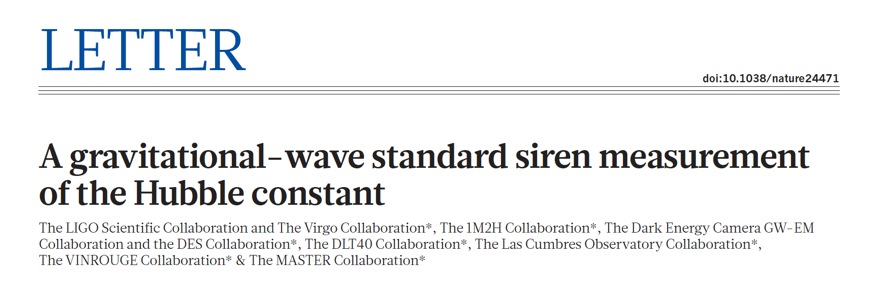 LETTER
doi:10.1038/nature24471
A gravitational-wave standard siren measurement
of the Hubble constant
The LIGO Scientific Collaboration and The Virgo Collaboration*, The 1M2H Collaboration*, The Dark Energy Camera GW-EM
Collaboration and the DES Collaboration*, The DLT40 Collaboration*, The Las Cumbres Observatory Collaboration*,
The VINROUGE Collaboration* & The MASTER Collaboration*